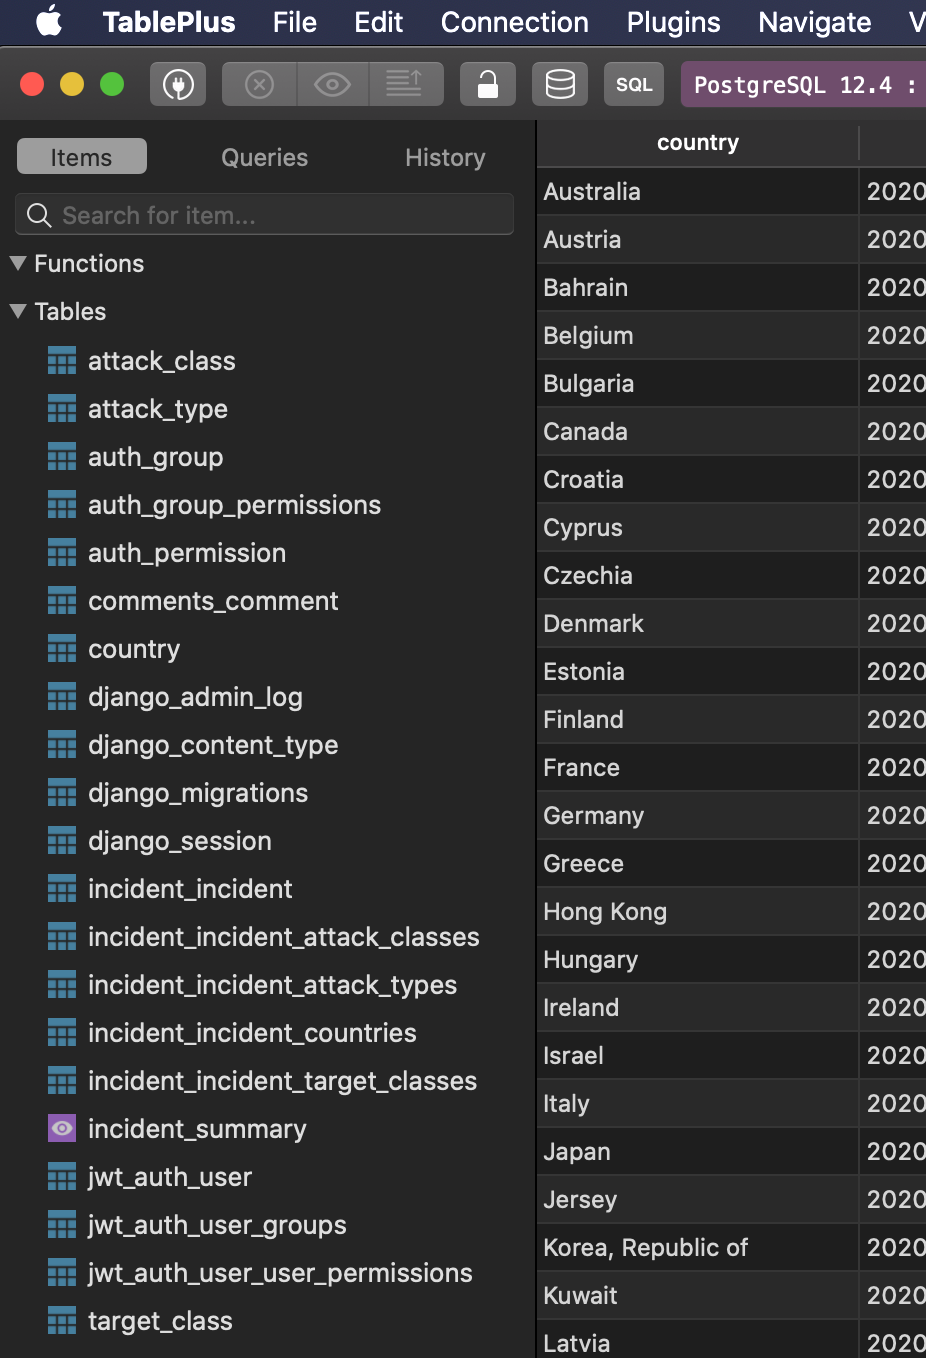 TablePlus File Edit Connection Plugins Navigate V
SQL PostgreSQL 12.4 :
Items Queries History
Search for item...
Functions
Tables
attack_class
attack_type
auth_group
auth_group_permissions
auth_permission
comments_comment
country
django_admin_log
django_content_type
django_migrations
django_session
incident_incident
incident_incident_attack_classes
incident_incident_attack_types
incident_incident_countries
incident_incident_target_classes
incident_summary
jwt_auth_user
jwt_auth_user_groups
jwt_auth_user_user_permissions
target_class
country
Australia 2020
Austria 2020
Bahrain 2020
Belgium 2020
Bulgaria 2020
Canada 2020
Croatia 2020
Cyprus 2020
Czechia 2020
Denmark 2020
Estonia 2020
Finland 2020
France 2020
Germany 2020
Greece 2020
Hong Kong 2020
Hungary 2020
Ireland 2020
Israel 2020
Italy 2020
Japan 2020
Jersey 2020
Korea, Republic of 2020
Kuwait 2020
Latvia 2020